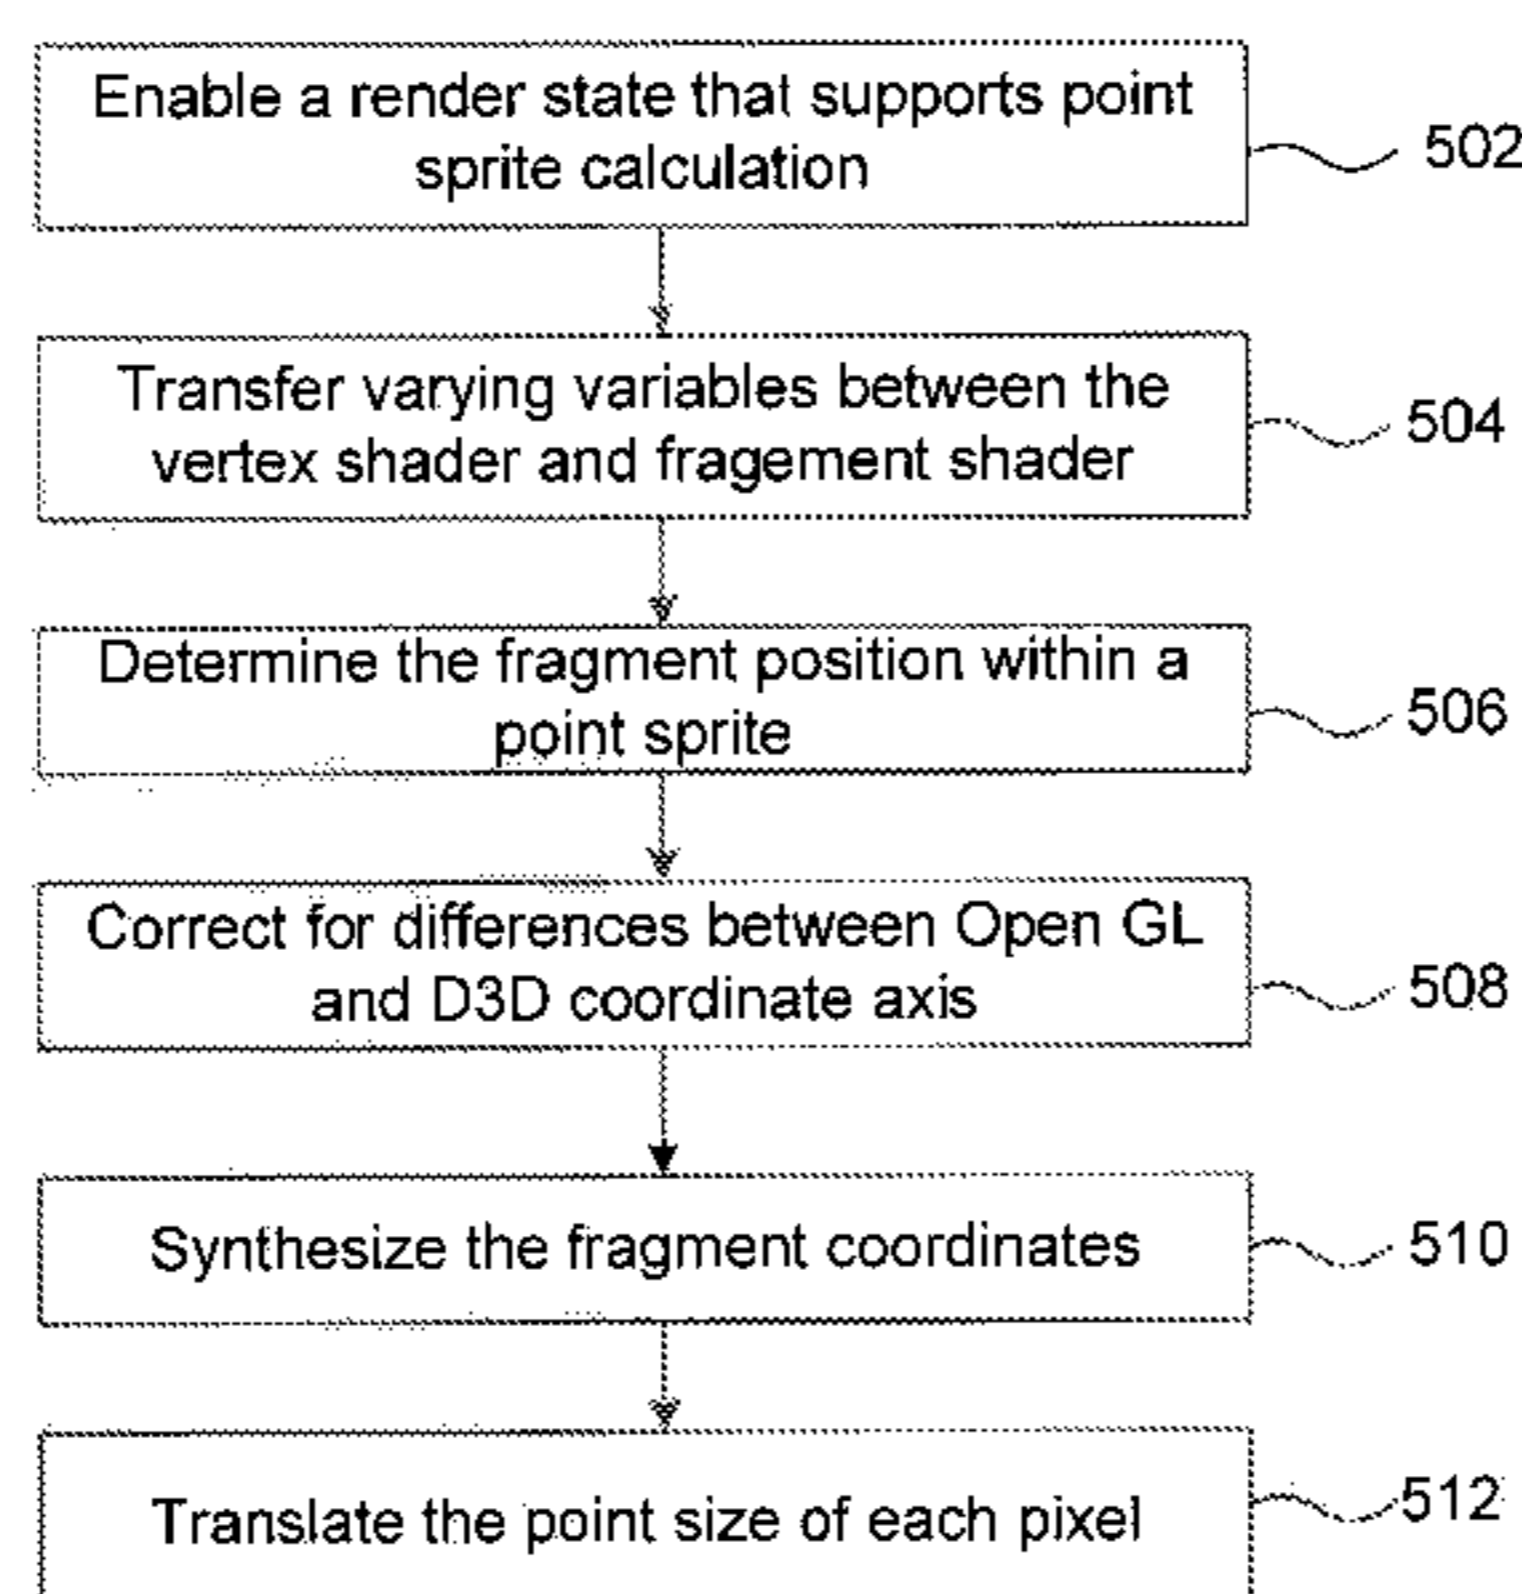 Enable a render state that supports point
sprite calculation
502
Transfer varying variables between the
vertex shader and fragement shader
504
Determine the fragment position within a
point sprite
506
Correct for differences between Open GL
and D3D coordinate axis
508
Synthesize the fragment coordinates
510
Translate the point size of each pixel
512